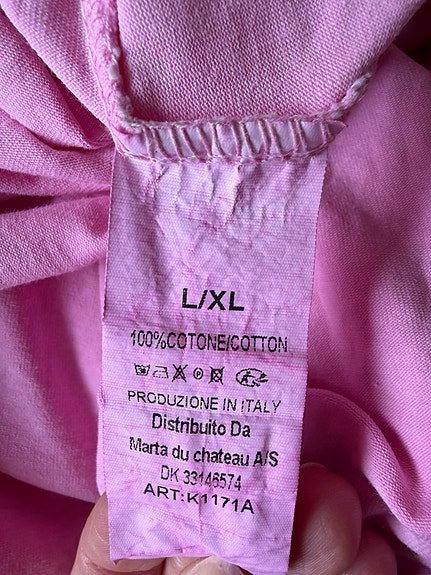 L/XL
100%COTONE/COTTON
PRODUZIONE IN ITALY
Distribuito Da
Marta du chateau A/S
DK 33146574
ART:K1171A